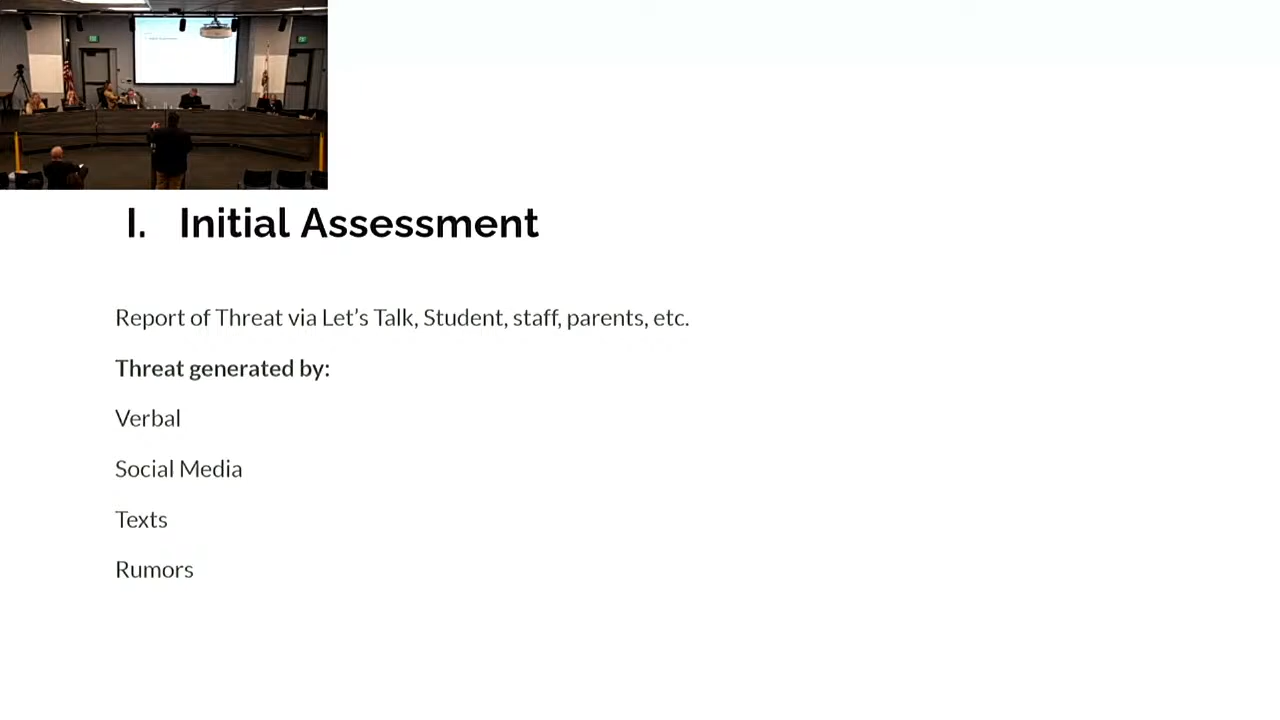 I. Initial Assessment
Report of Threat via Let's Talk, Student, staff, parents, etc.
Threat generated by:
Verbal
Social Media
Texts
Rumors